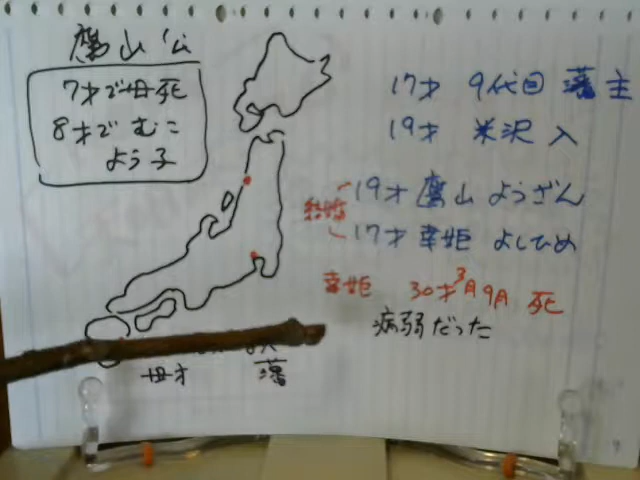 鷹山公
7才で母死
8才でむこ
よう子
17才 9代目 藩主
19才 米沢 入
結婚
19才 鷹山 ようざん
17才 幸姫 よしひめ
幸姫 30才 3月9月 死
病弱だった
母才
藩